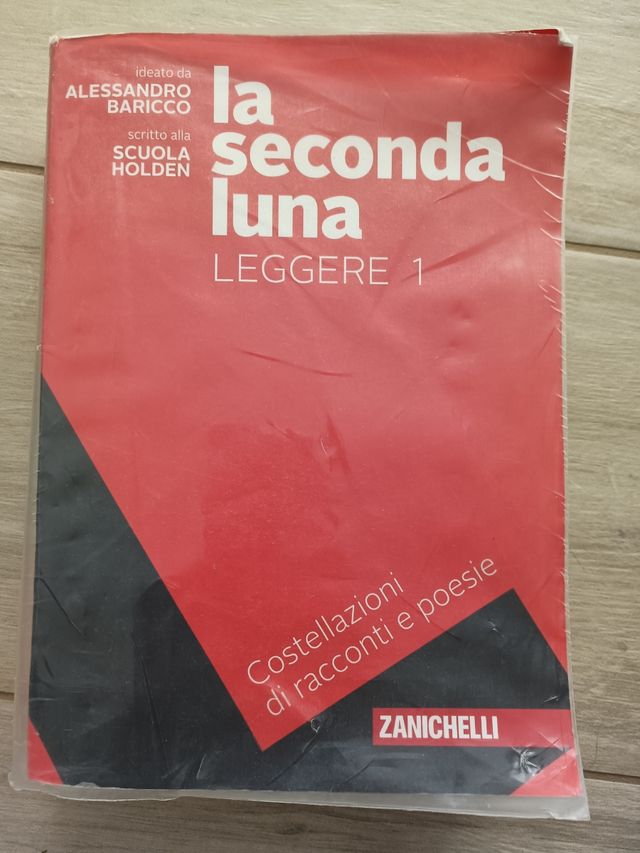 ideato da
ALESSANDRO
BARICCO
scritto alla
SCUOLA
HOLDEN
la
seconda
luna
LEGGERE 1
Costellazioni
di racconti e poesie
ZANICHELLI